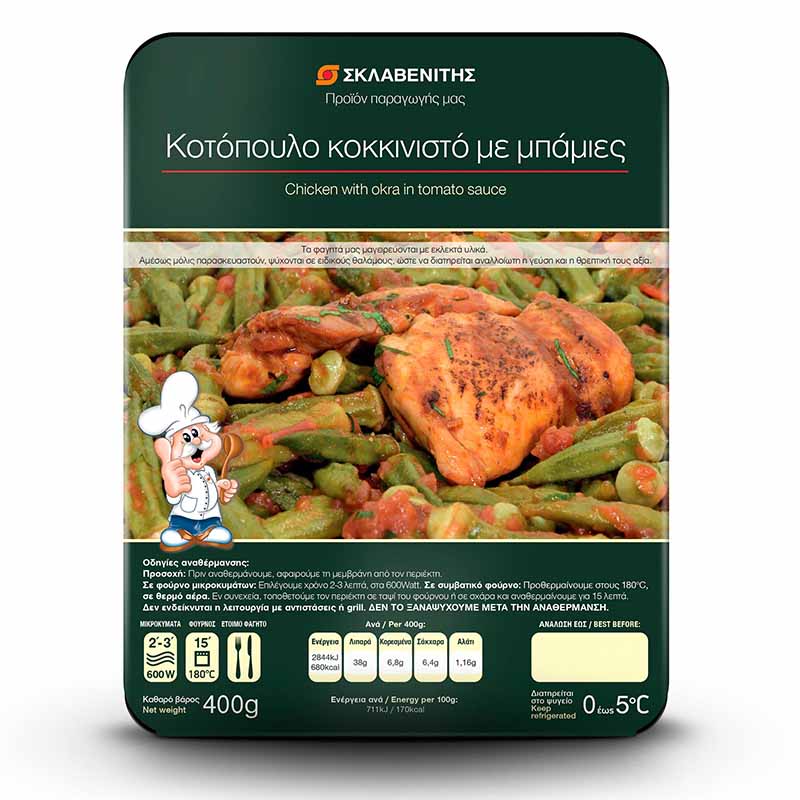 ΣΚΛΑΒΕΝΙΤΗΣ
Προϊόν παραγωγής μας
Κοτόπουλο κοκκινιστό με μπάμιες
Chicken with okra in tomato sauce
Τα φαγητά μας μαγειρεύονται με εκλεκτά υλικά.
Αμέσως μόλις παρασκευαστούν, ψύχονται σε ειδικούς θαλάμους, ώστε να διατηρείται αναλλοίωτη η γεύση και η θρεπτική τους αξία.
Οδηγίες αναθέρμανσης:
Προσοχή: Πριν αναθερμάνουμε, αφαιρούμε τη μεμβράνη από τον περιέκτη.
Σε φούρνο μικροκυμάτων: Επιλέγουμε χρόνο 2-3 λεπτά, στα 600Watt. Σε συμβατικό φούρνο: Προθερμαίνουμε στους 180°C,
σε θερμό αέρα. Εν συνεχεία, τοποθετούμε τον περιέκτη σε ταψί του φούρνου ή σε σχάρα και αναθερμαίνουμε για 15 λεπτά.
Δεν ενδείκνυται η λειτουργία με αντιστάσεις ή grill. ΔΕΝ ΤΟ ΞΑΝΑΨΥΧΟΥΜΕ ΜΕΤΑ ΤΗΝ ΑΝΑΘΕΡΜΑΝΣΗ.
ΜΙΚΡΟΚΥΜΑΤΑ ΦΟΥΡΝΟΣ ΕΤΟΙΜΟ ΦΑΓΗΤΟ
2΄-3΄ 15΄
600W 180°C
Καθαρό βάρος
Net weight 400g
Ανά / Per 400g:
Ενέργεια Λιπαρά Κορεσμένα Σάκχαρα Αλάτι
2844kJ
680kcal 38g 6,8g 6,4g 1,16g
Ενέργεια ανά / Energy per 100g:
711kJ / 170kcal
ΑΝΑΛΩΣΗ ΕΩΣ / BEST BEFORE:
Διατηρείται
στο ψυγείο
Keep
refrigerated 0 έως 5°C